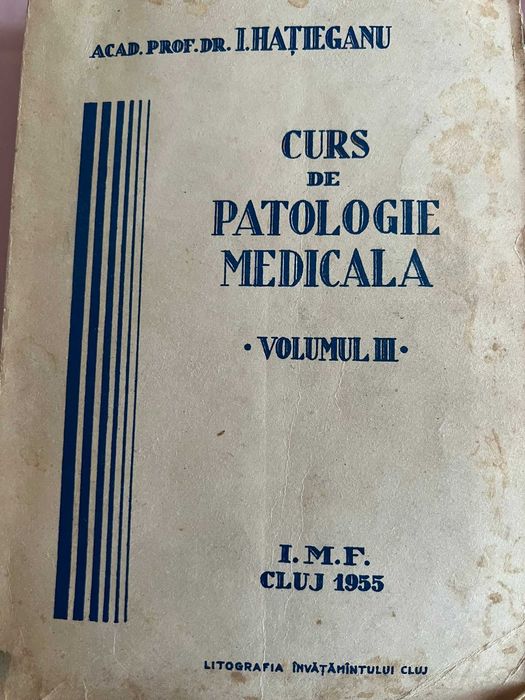 ACAD. PROF. DR. I. HAȚIEGANU
CURS
DE
PATOLOGIE
MEDICALA
· VOLUMUL III ·
I.M.F.
CLUJ 1955
LITOGRAFIA ÎNVĂȚĂMÎNTULUI CLUJ